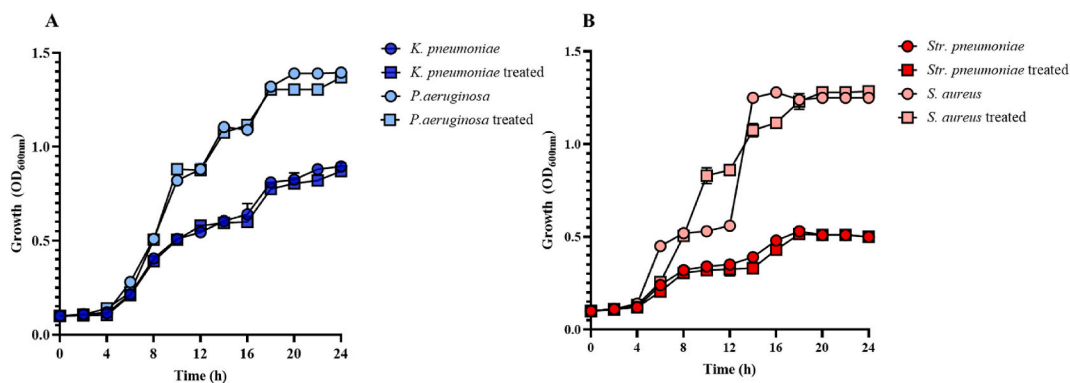 A
K. pneumoniae
K. pneumoniae treated
P.aeruginosa
P.aeruginosa treated
1.5
1.0
0.5
0.0
Growth (OD600nm)
0 4 8 12 16 20 24
Time (h)
B
Str. pneumoniae
Str. pneumoniae treated
S. aureus
S. aureus treated
1.5
1.0
0.5
0.0
Growth (OD600nm)
0 4 8 12 16 20 24
Time (h)